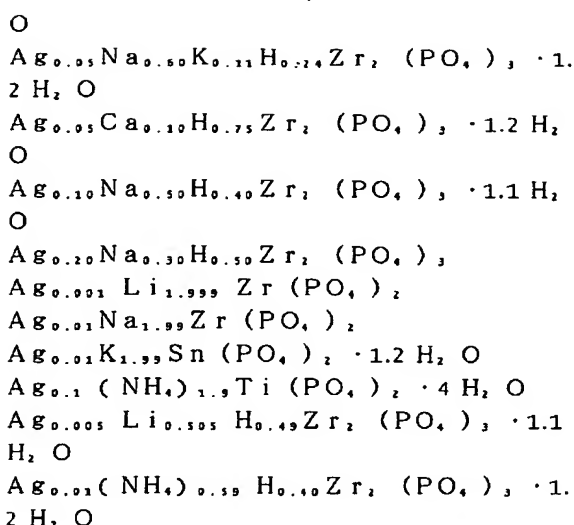 O
Ag₀.₀₅Na₀.₆₀K₀.₁₁H₀.₂₄Zr₂ (PO₄)₃ ·1.
2 H₂ O
Ag₀.₀₅Ca₀.₁₀H₀.₇₅Zr₂ (PO₄)₃ ·1.2 H₂
O
Ag₀.₁₀Na₀.₅₀H₀.₄₀Zr₂ (PO₄)₃ ·1.1 H₂
O
Ag₀.₂₀Na₀.₃₀H₀.₅₀Zr₂ (PO₄)₃
Ag₀.₀₀₁ Li₁.₉₉₉ Zr (PO₄)₂
Ag₀.₀₁Na₁.₉₉Zr (PO₄)₂
Ag₀.₀₁K₁.₉₉Sn (PO₄)₂ ·1.2 H₂ O
Ag₀.₁ (NH₄)₁.₉Ti (PO₄)₂ ·4 H₂ O
Ag₀.₀₀₅ Li₀.₅₀₅ H₀.₄₉Zr₂ (PO₄)₃ ·1.1
H₂ O
Ag₀.₀₁(NH₄)₀.₅₉ H₀.₄₀Zr₂ (PO₄)₃ ·1.
2 H₂ O